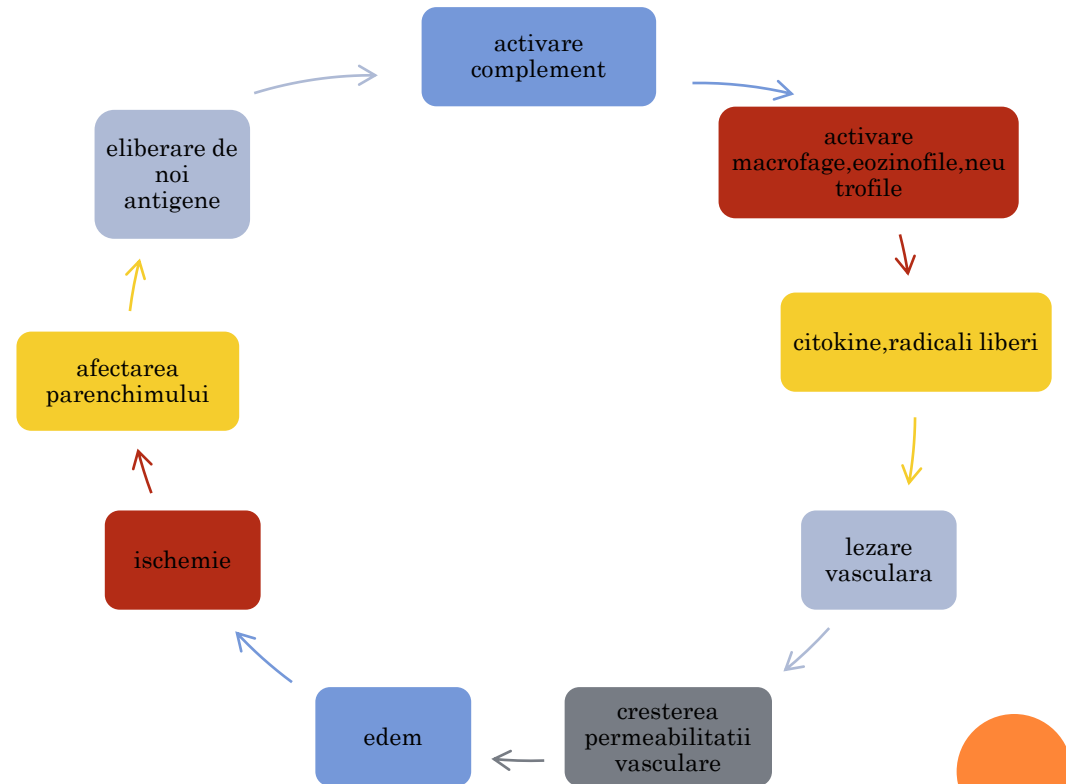 activare
complement
activare
macrofage,eozinofile,neu
trofile
citokine,radicali liberi
lezare
vasculara
cresterea
permeabilitatii
vasculare
edem
ischemie
afectarea
parenchimului
eliberare de
noi
antigene